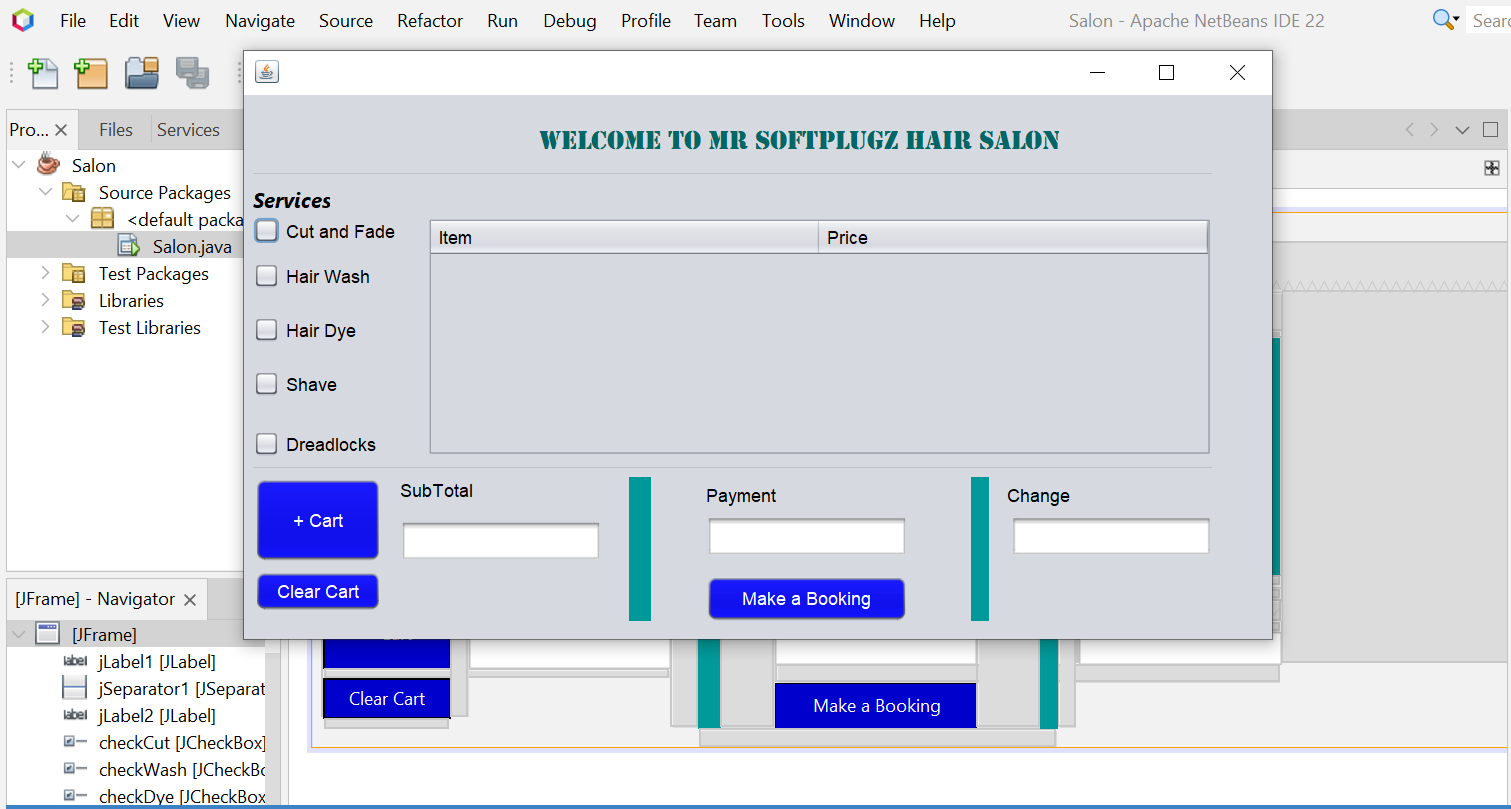 File Edit View Navigate Source Refactor Run Debug Profile Team Tools Window Help Salon - Apache NetBeans IDE 22 Searc
Pro... Files Services
Salon
Source Packages
<default packa
Salon.java
Test Packages
Libraries
Test Libraries
WELCOME TO MR SOFTPLUGZ HAIR SALON
Services
Cut and Fade
Hair Wash
Hair Dye
Shave
Dreadlocks
Item Price
SubTotal Payment Change
+ Cart
Clear Cart
Make a Booking
[JFrame] - Navigator
[JFrame]
label jLabel1 [JLabel]
jSeparator1 [JSeparat
label jLabel2 [JLabel]
checkCut [JCheckBox]
checkWash [JCheckBo
checkDye [JCheckBox
Clear Cart
Make a Booking